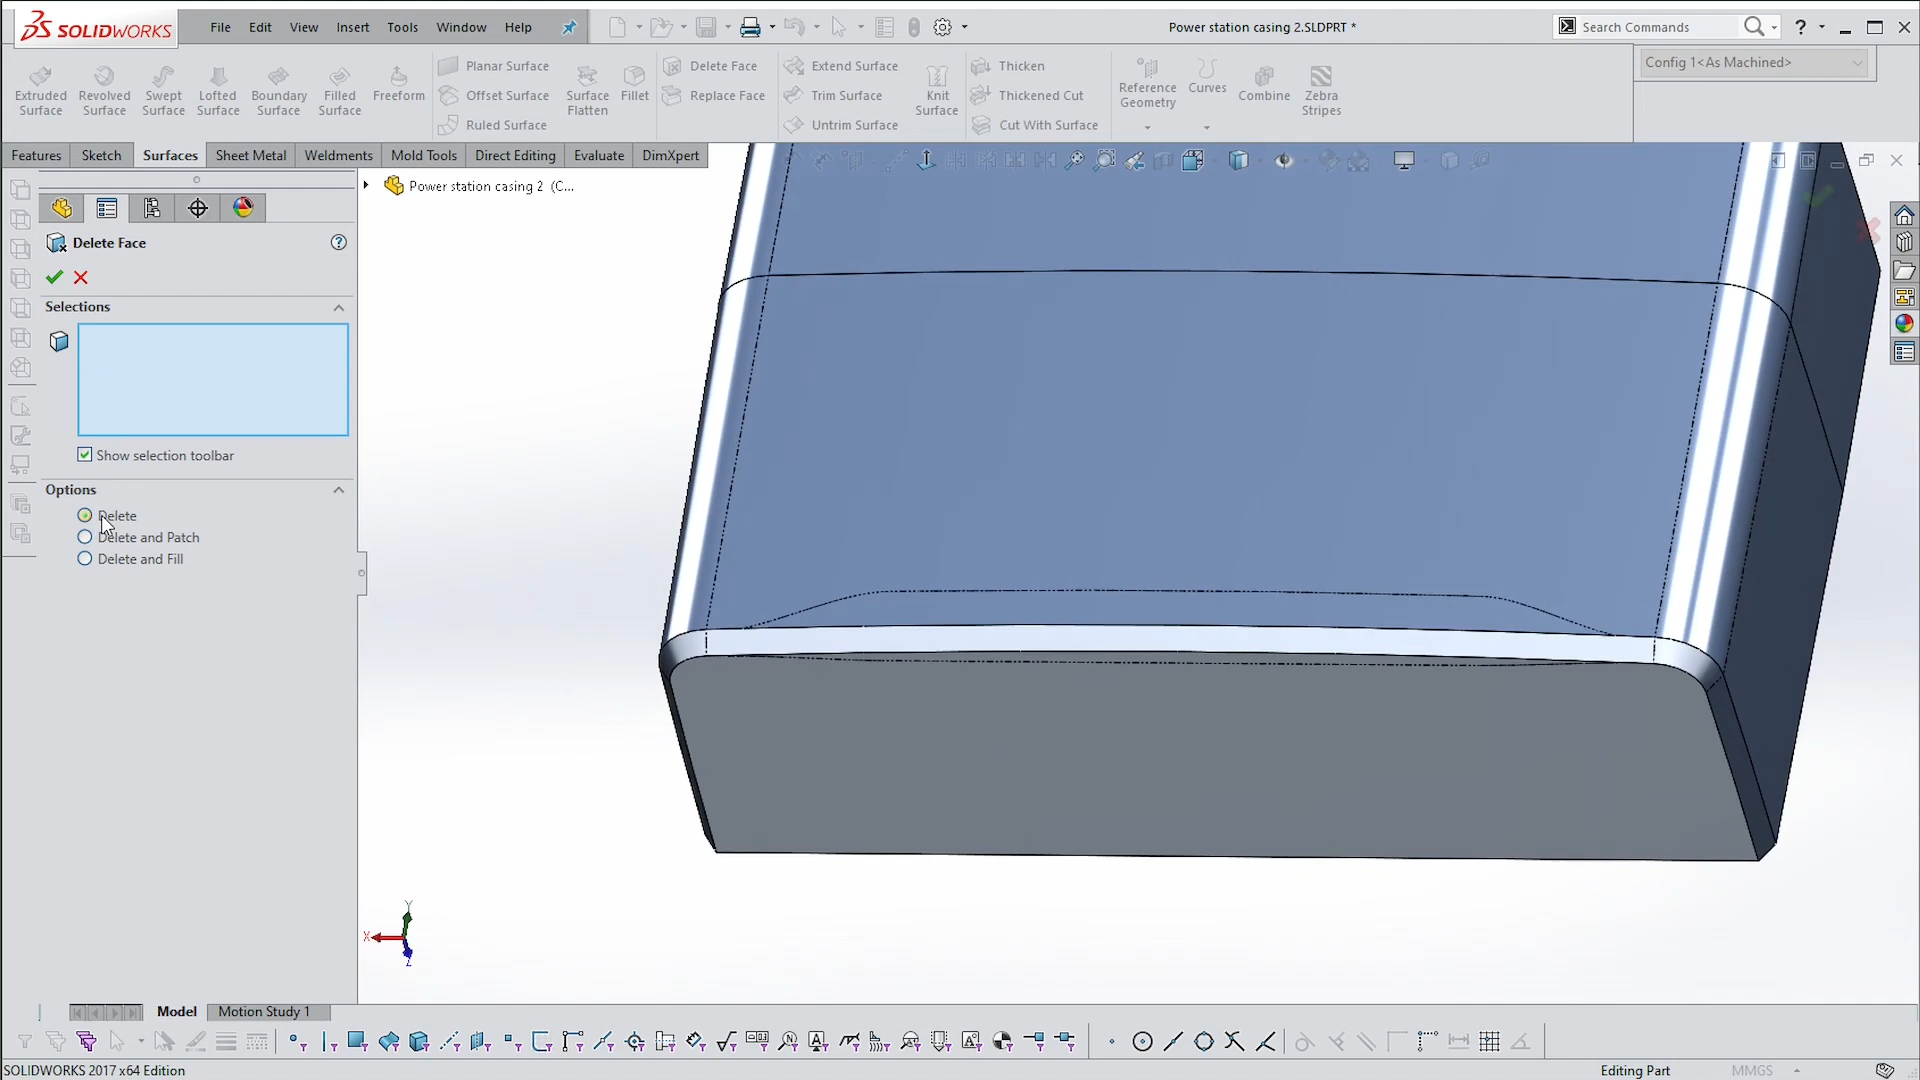 SOLIDWORKS
File Edit View Insert Tools Window Help
Power station casing 2.SLDPRT *
Search Commands
?
Extruded Surface
Revolved Surface
Swept Surface
Lofted Surface
Boundary Surface
Filled Surface
Freeform
Planar Surface
Offset Surface
Ruled Surface
Surface Flatten
Fillet
Delete Face
Replace Face
Extend Surface
Trim Surface
Untrim Surface
Knit Surface
Thicken
Thickened Cut
Cut With Surface
Reference Geometry
Curves
Combine
Zebra Stripes
Config 1<As Machined>
Features Sketch Surfaces Sheet Metal Weldments Mold Tools Direct Editing Evaluate DimXpert
Power station casing 2 (C...
Delete Face
?
Selections
Show selection toolbar
Options
Delete
Delete and Patch
Delete and Fill
Y
X
Z
Model Motion Study 1
SOLIDWORKS 2017 x64 Edition
Editing Part
MMGS